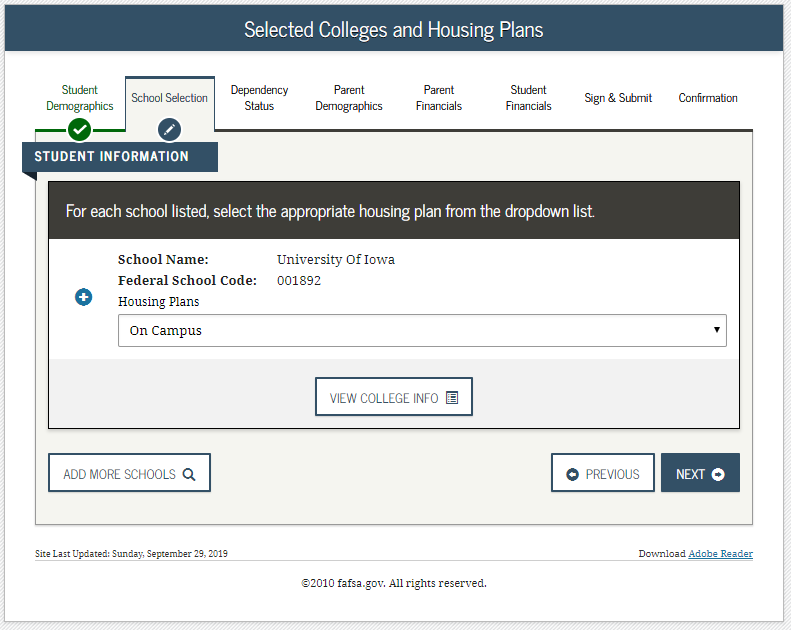 Selected Colleges and Housing Plans
Student Demographics
School Selection
Dependency Status
Parent Demographics
Parent Financials
Student Financials
Sign & Submit
Confirmation
STUDENT INFORMATION
For each school listed, select the appropriate housing plan from the dropdown list.
School Name: University Of Iowa
Federal School Code: 001892
Housing Plans
On Campus
VIEW COLLEGE INFO
ADD MORE SCHOOLS
PREVIOUS
NEXT
Site Last Updated: Sunday, September 29, 2019
Download Adobe Reader
©2010 fafsa.gov. All rights reserved.